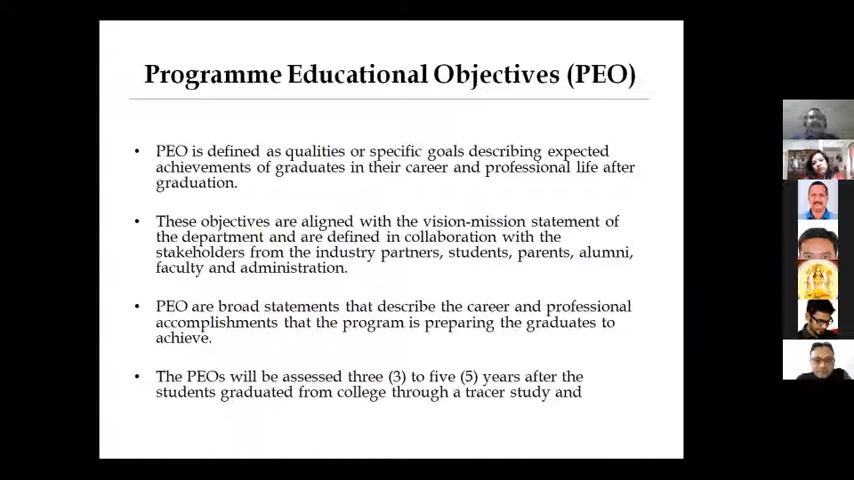 Programme Educational Objectives (PEO)
• PEO is defined as qualities or specific goals describing expected
achievements of graduates in their career and professional life after
graduation.
• These objectives are aligned with the vision-mission statement of
the department and are defined in collaboration with the
stakeholders from the industry partners, students, parents, alumni,
faculty and administration.
• PEO are broad statements that describe the career and professional
accomplishments that the program is preparing the graduates to
achieve.
• The PEOs will be assessed three (3) to five (5) years after the
students graduated from college through a tracer study and